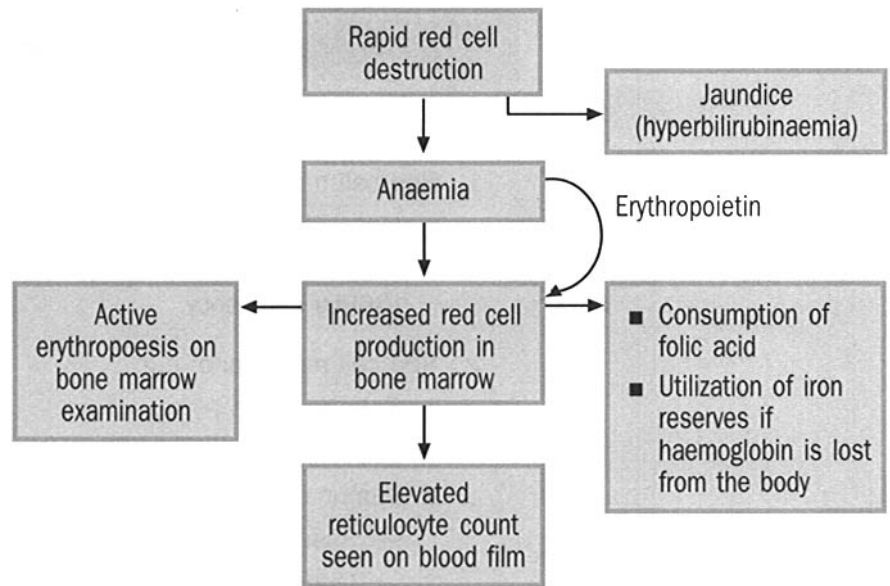 Rapid red cell
destruction
Jaundice
(hyperbilirubinaemia)
Anaemia
Erythropoietin
Active
erythropoesis on
bone marrow
examination
Increased red cell
production in
bone marrow
■ Consumption of
folic acid
■ Utilization of iron
reserves if
haemoglobin is lost
from the body
Elevated
reticulocyte count
seen on blood film